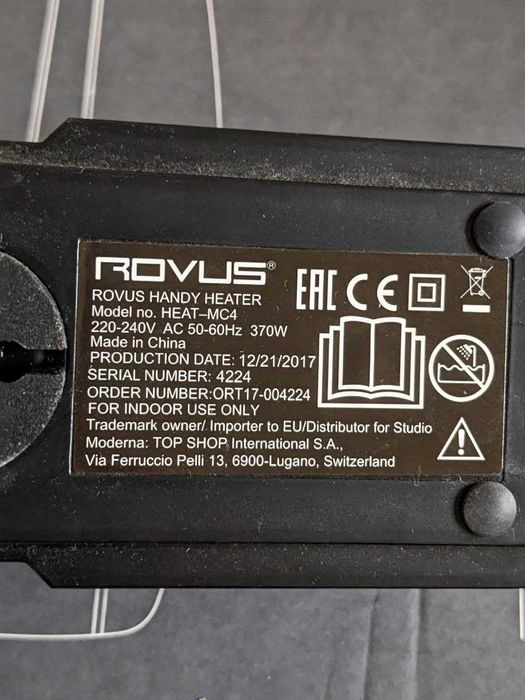 ROVUS®
ROVUS HANDY HEATER
Model no. HEAT–MC4
220-240V AC 50-60Hz 370W
Made in China
PRODUCTION DATE: 12/21/2017
SERIAL NUMBER: 4224
ORDER NUMBER:ORT17-004224
FOR INDOOR USE ONLY
Trademark owner/ Importer to EU/Distributor for Studio
Moderna: TOP SHOP International S.A.,
Via Ferruccio Pelli 13, 6900-Lugano, Switzerland
EAC CE